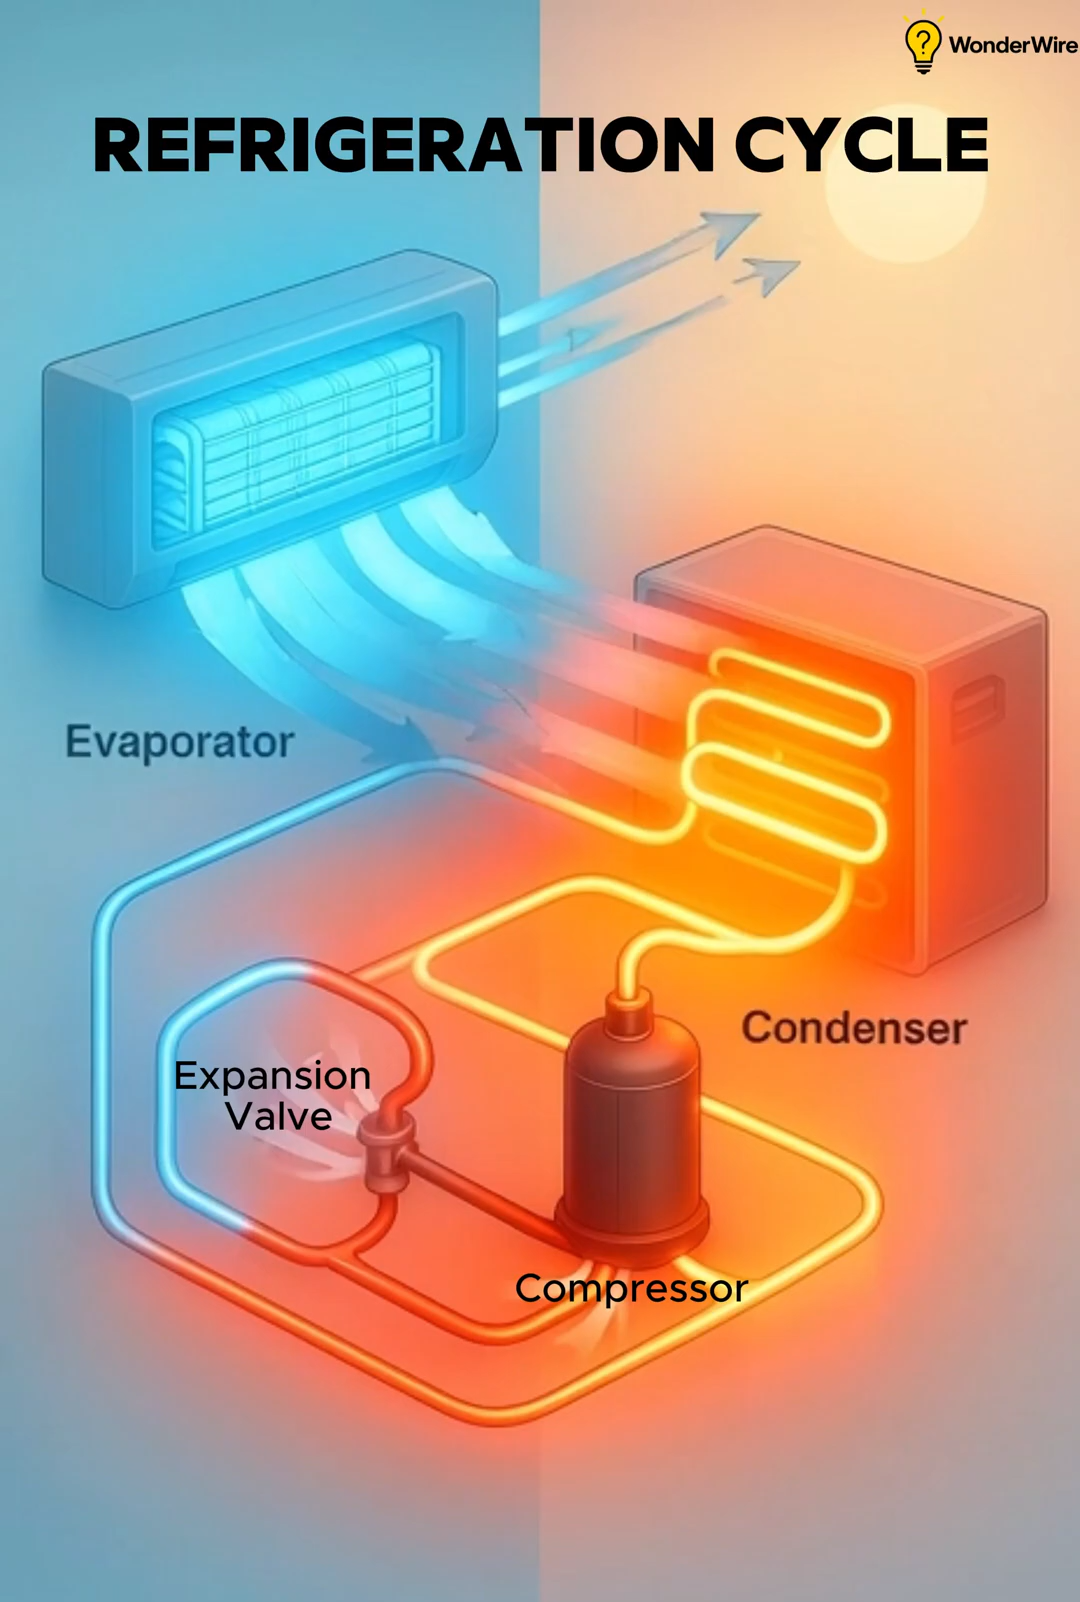 WonderWire
REFRIGERATION CYCLE
Evaporator
Condenser
Expansion
Valve
Compressor